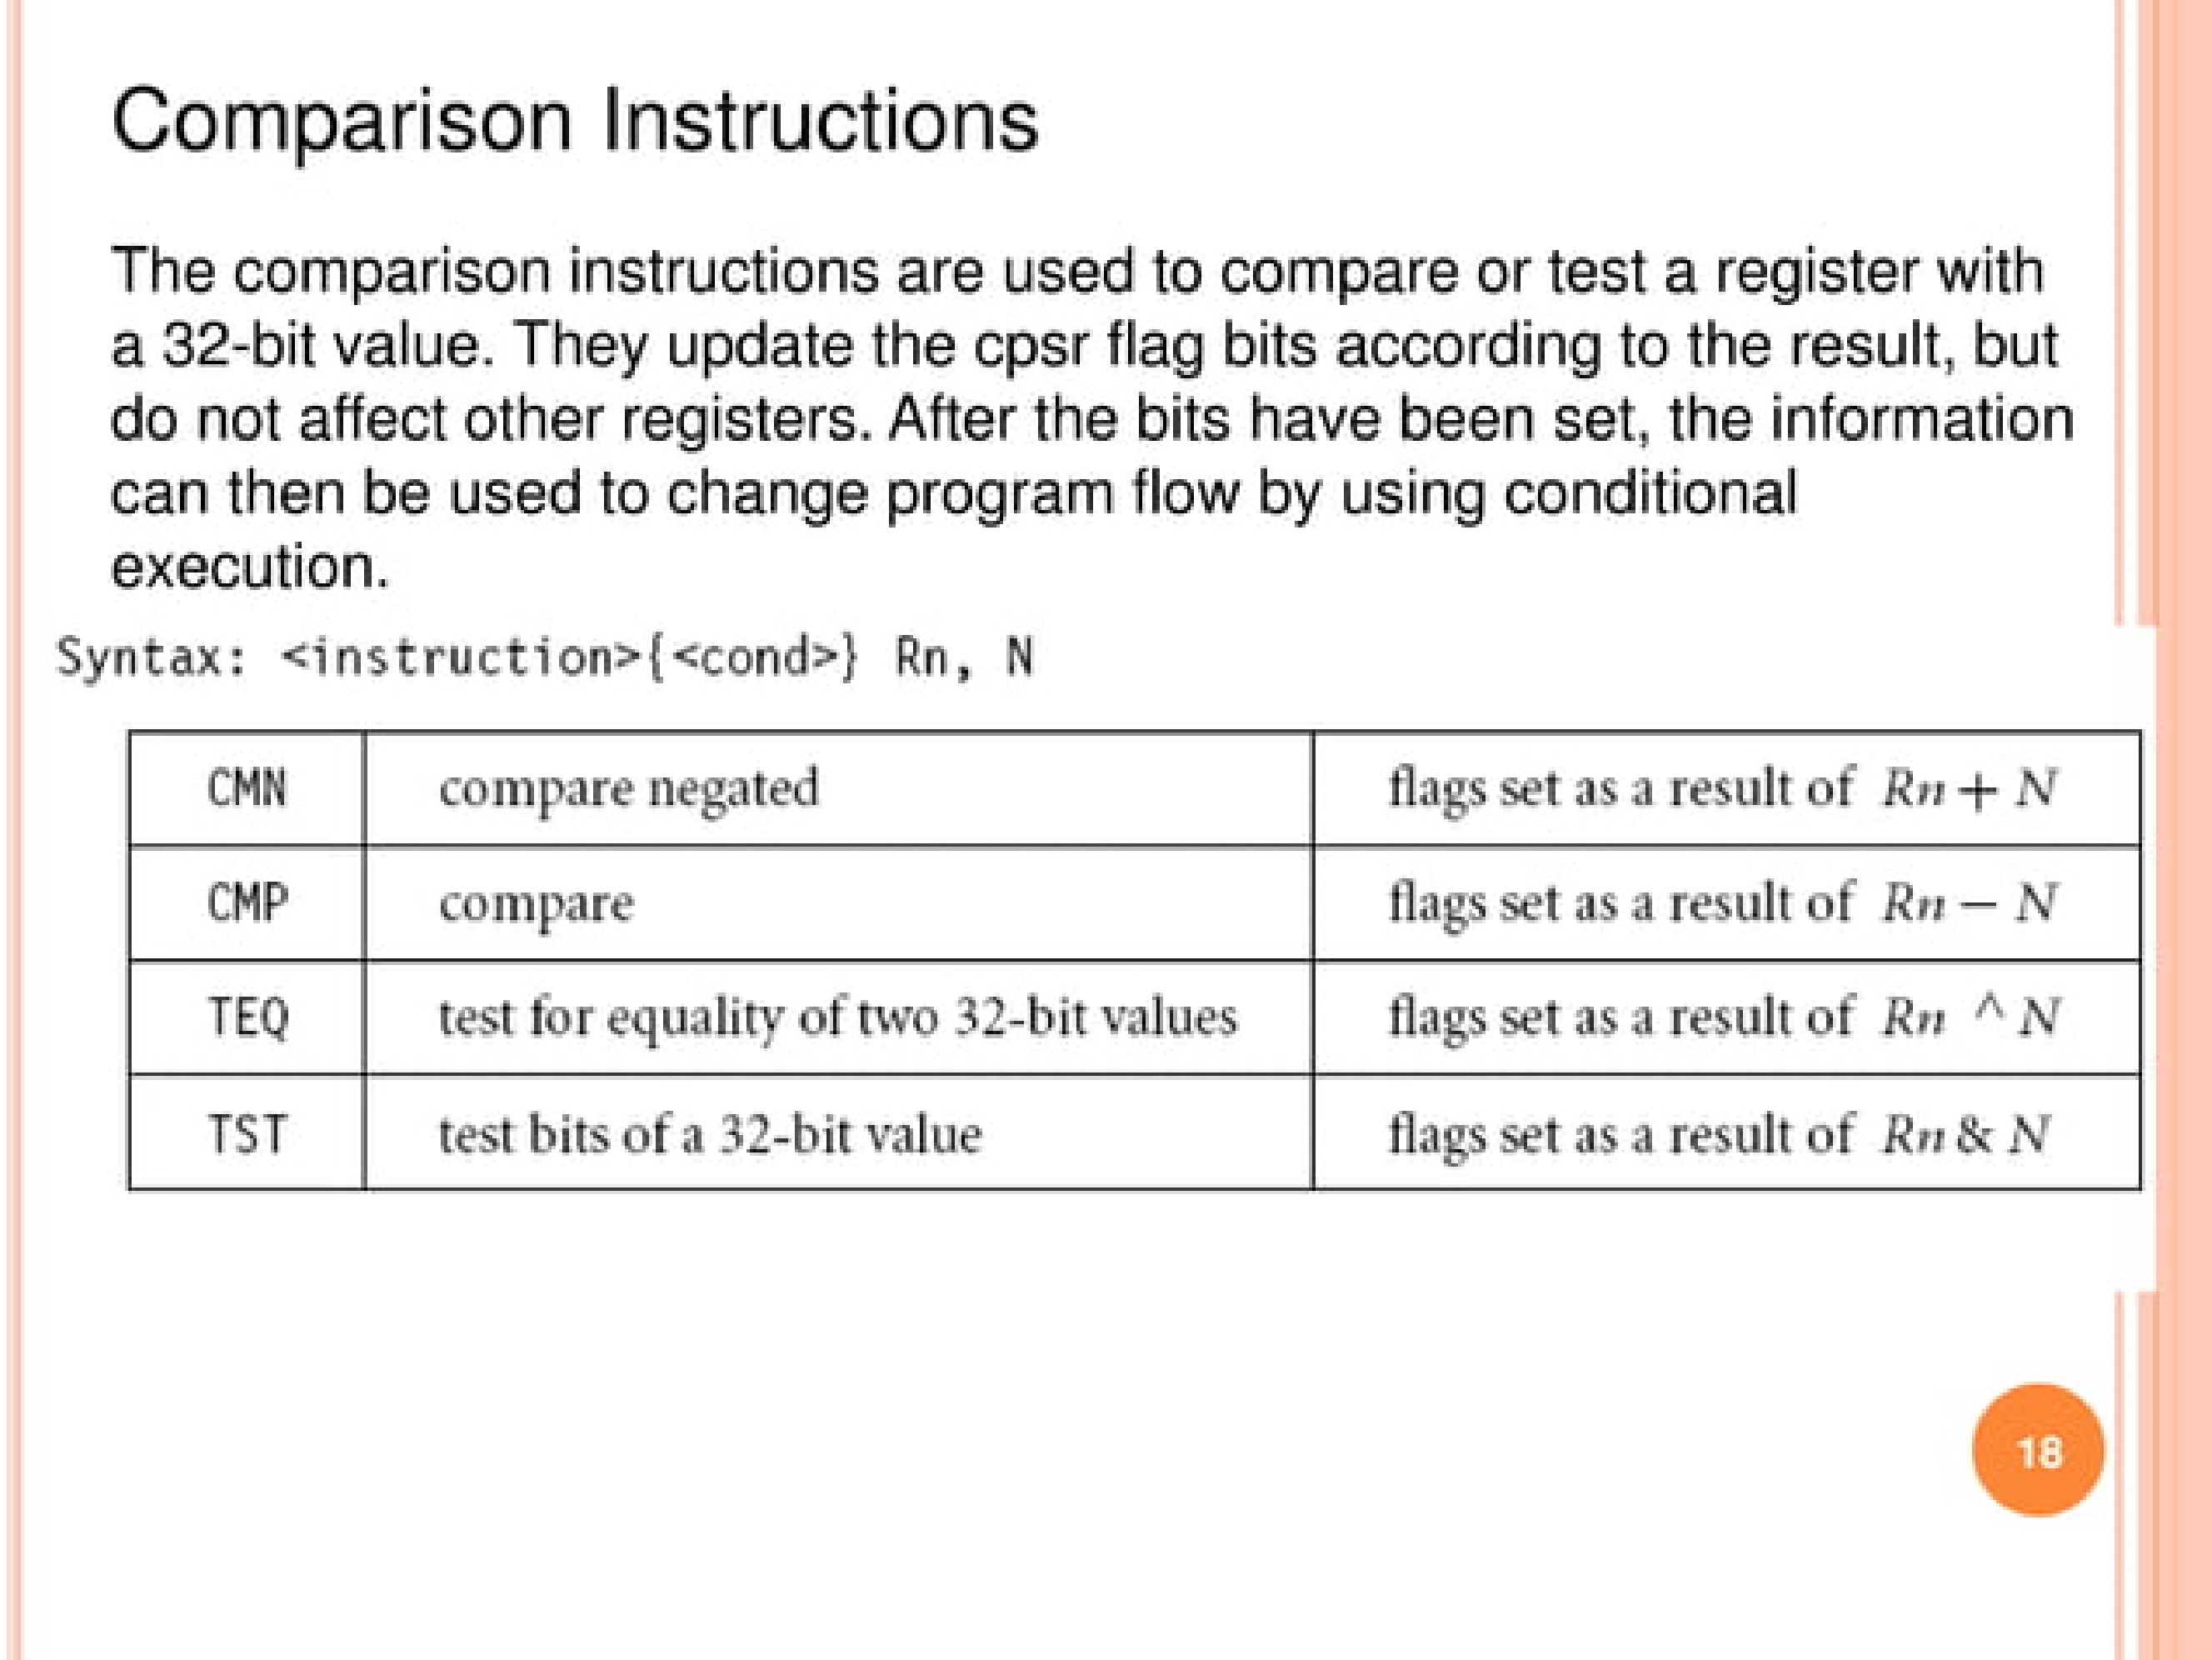 Comparison Instructions
The comparison instructions are used to compare or test a register with
a 32-bit value. They update the cpsr flag bits according to the result, but
do not affect other registers. After the bits have been set, the information
can then be used to change program flow by using conditional
execution.
Syntax: <instruction>{<cond>} Rn, N
CMN compare negated flags set as a result of Rn + N
CMP compare flags set as a result of Rn − N
TEQ test for equality of two 32-bit values flags set as a result of Rn ^ N
TST test bits of a 32-bit value flags set as a result of Rn & N
18